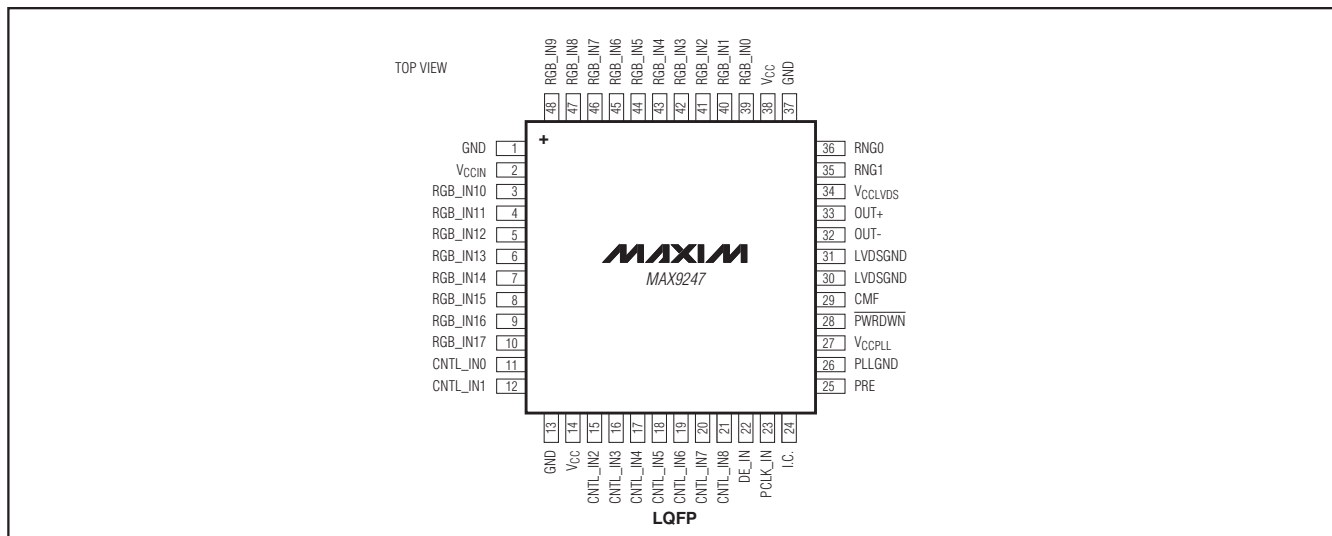 TOP VIEW
RGB_IN9
RGB_IN8
RGB_IN7
RGB_IN6
RGB_IN5
RGB_IN4
RGB_IN3
RGB_IN2
RGB_IN1
RGB_IN0
VCC
GND
48 47 46 45 44 43 42 41 40 39 38 37
+
GND 1
VCCIN 2
RGB_IN10 3
RGB_IN11 4
RGB_IN12 5
RGB_IN13 6
RGB_IN14 7
RGB_IN15 8
RGB_IN16 9
RGB_IN17 10
CNTL_IN0 11
CNTL_IN1 12
MAXIM
MAX9247
36 RNG0
35 RNG1
34 VCCLVDS
33 OUT+
32 OUT-
31 LVDSGND
30 LVDSGND
29 CMF
28 PWRDWN
27 VCCPLL
26 PLLGND
25 PRE
13 14 15 16 17 18 19 20 21 22 23 24
GND
VCC
CNTL_IN2
CNTL_IN3
CNTL_IN4
CNTL_IN5
CNTL_IN6
CNTL_IN7
CNTL_IN8
DE_IN
PCLK_IN
I.C.
LQFP